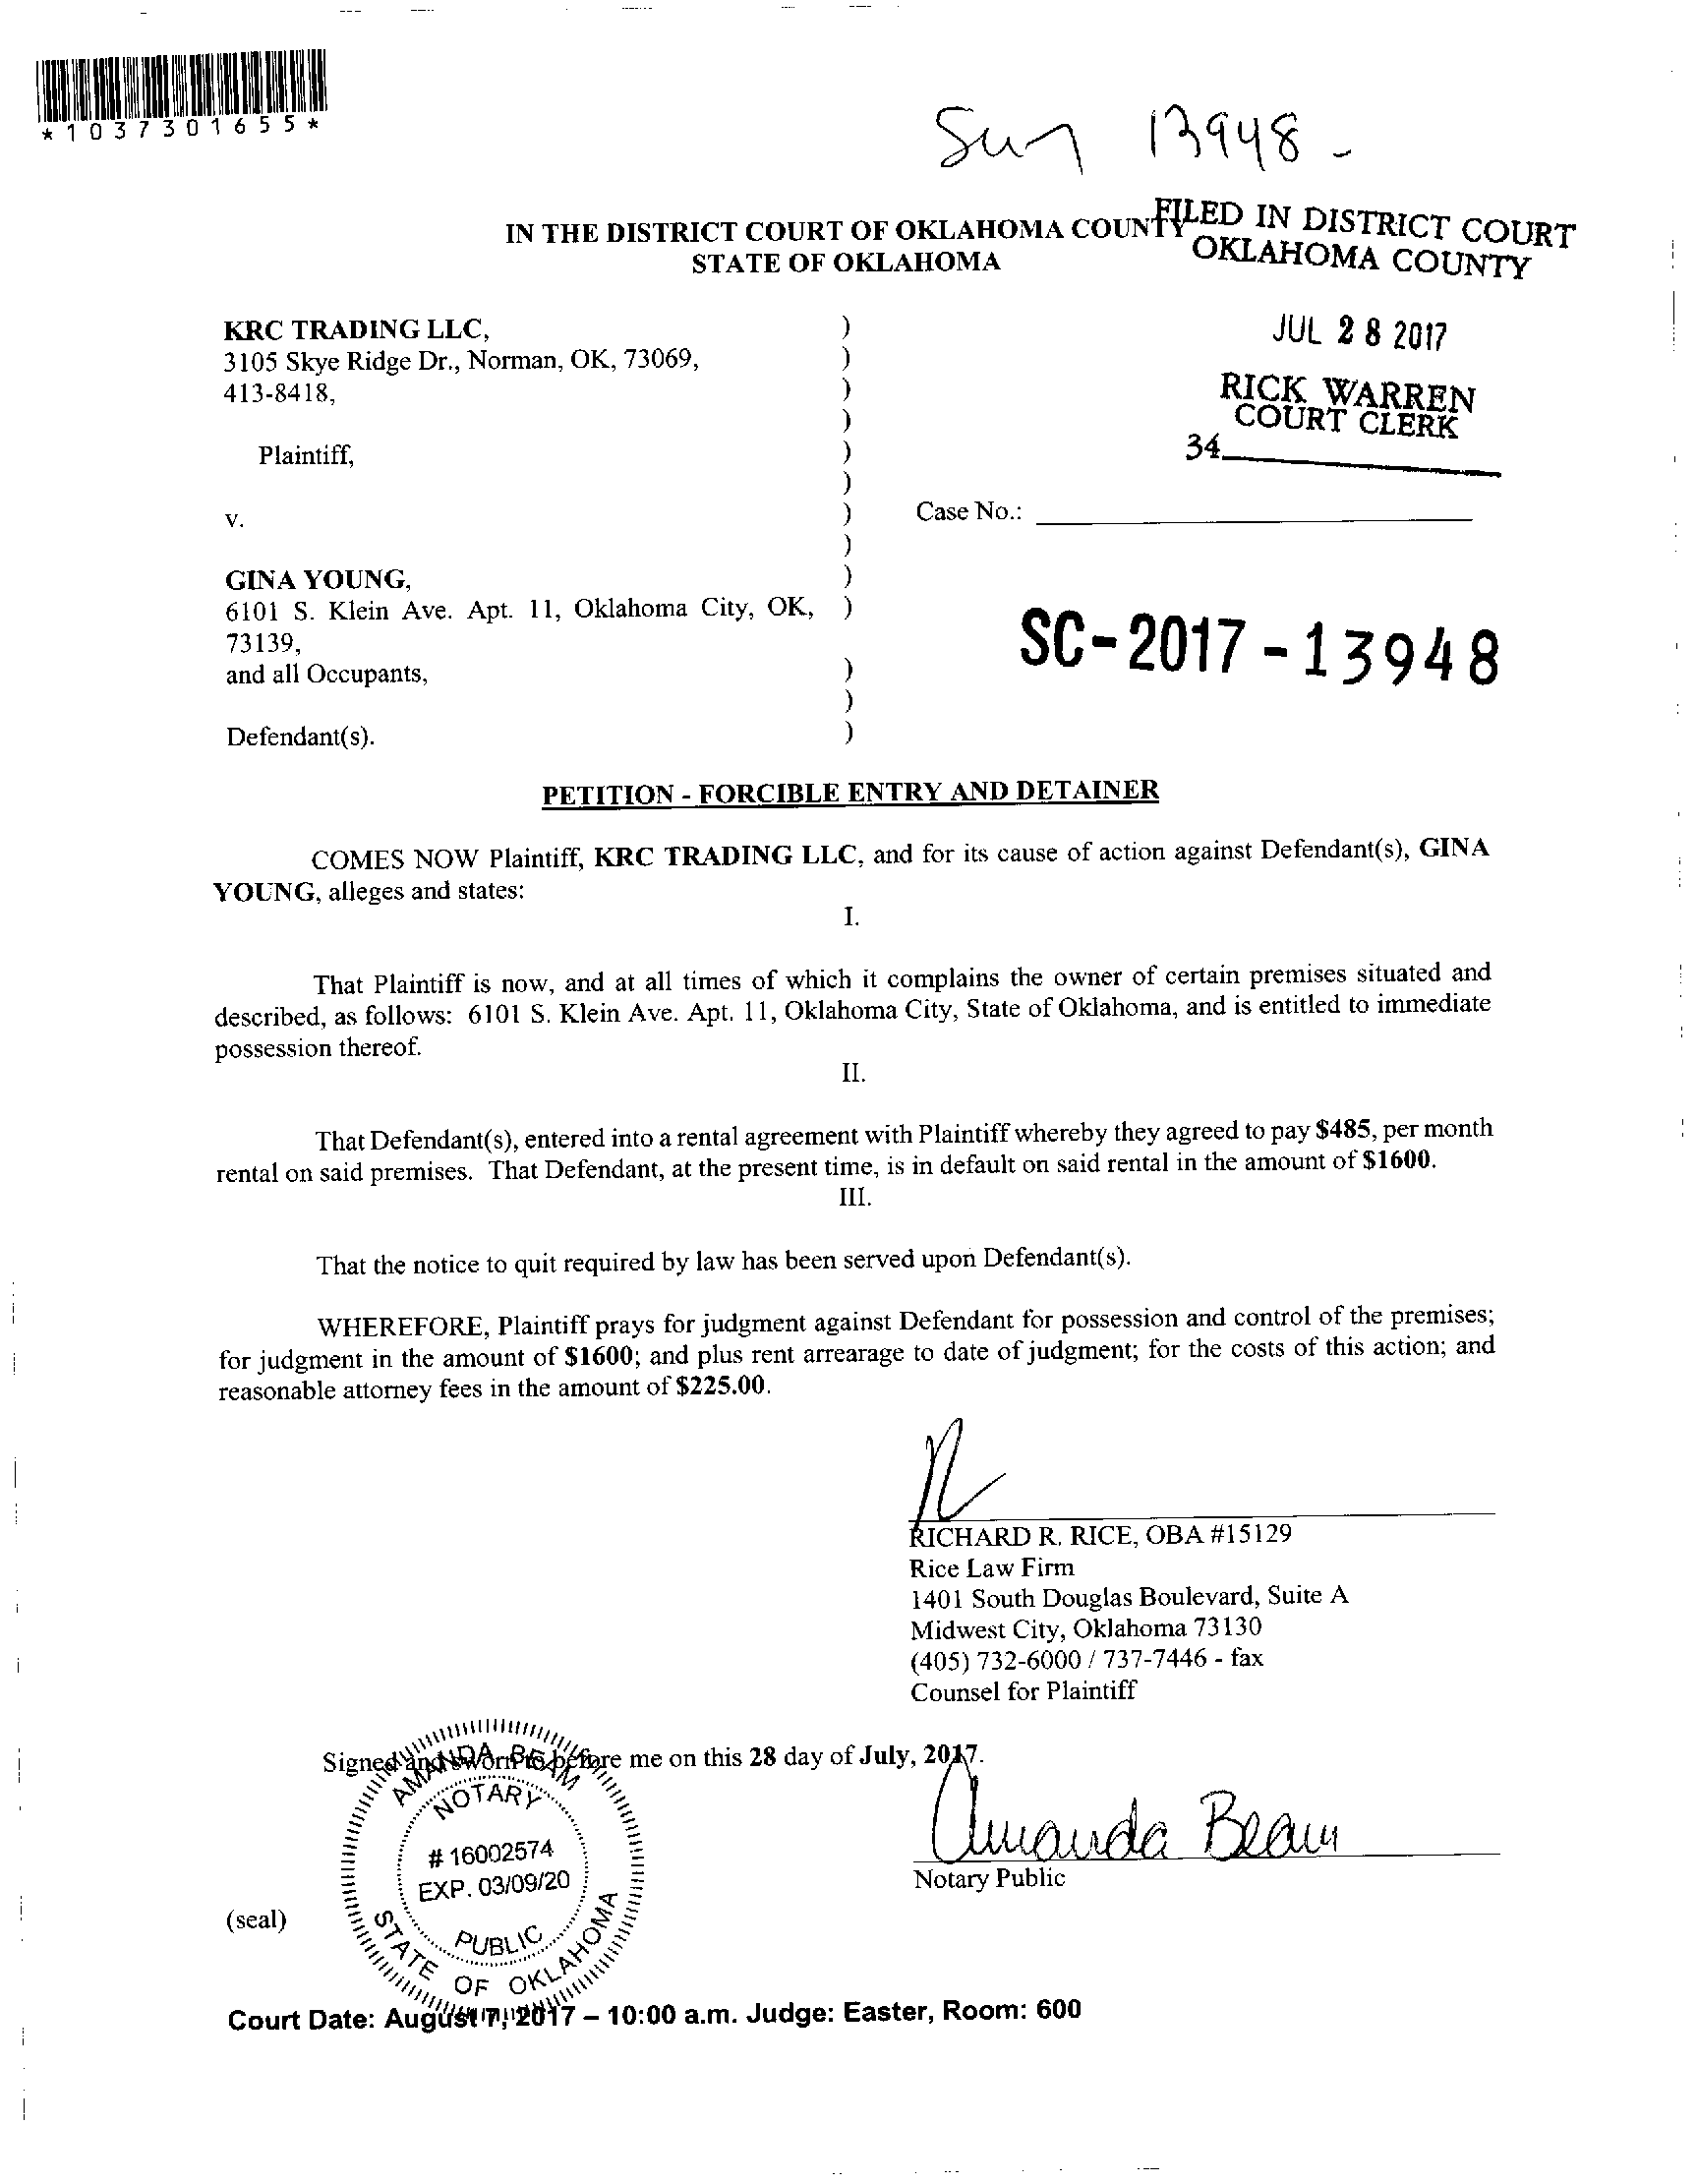 *1037301655*
Sum 13948 -
IN THE DISTRICT COURT OF OKLAHOMA COUNTY
STATE OF OKLAHOMA
FILED IN DISTRICT COURT
OKLAHOMA COUNTY
JUL 28 2017
RICK WARREN
COURT CLERK
34
KRC TRADING LLC, )
3105 Skye Ridge Dr., Norman, OK, 73069, )
413-8418, )
)
Plaintiff, )
)
v. )
)
GINA YOUNG, )
6101 S. Klein Ave. Apt. 11, Oklahoma City, OK, )
73139,
and all Occupants, )
)
Defendant(s). )
Case No.:
SC-2017-13948
PETITION - FORCIBLE ENTRY AND DETAINER
COMES NOW Plaintiff, KRC TRADING LLC, and for its cause of action against Defendant(s), GINA
YOUNG, alleges and states:
I.
That Plaintiff is now, and at all times of which it complains the owner of certain premises situated and
described, as follows: 6101 S. Klein Ave. Apt. 11, Oklahoma City, State of Oklahoma, and is entitled to immediate
possession thereof.
II.
That Defendant(s), entered into a rental agreement with Plaintiff whereby they agreed to pay $485, per month
rental on said premises. That Defendant, at the present time, is in default on said rental in the amount of $1600.
III.
That the notice to quit required by law has been served upon Defendant(s).
WHEREFORE, Plaintiff prays for judgment against Defendant for possession and control of the premises;
for judgment in the amount of $1600; and plus rent arrearage to date of judgment; for the costs of this action; and
reasonable attorney fees in the amount of $225.00.
RICHARD R. RICE, OBA #15129
Rice Law Firm
1401 South Douglas Boulevard, Suite A
Midwest City, Oklahoma 73130
(405) 732-6000 / 737-7446 - fax
Counsel for Plaintiff
Signed and sworn to before me on this 28 day of July, 2017.
AMANDA BEAM
NOTARY
# 16002574
EXP. 03/09/20
PUBLIC
STATE OF OKLAHOMA
Amanda Beam
Notary Public
(seal)
Court Date: August 7, 2017 – 10:00 a.m. Judge: Easter, Room: 600